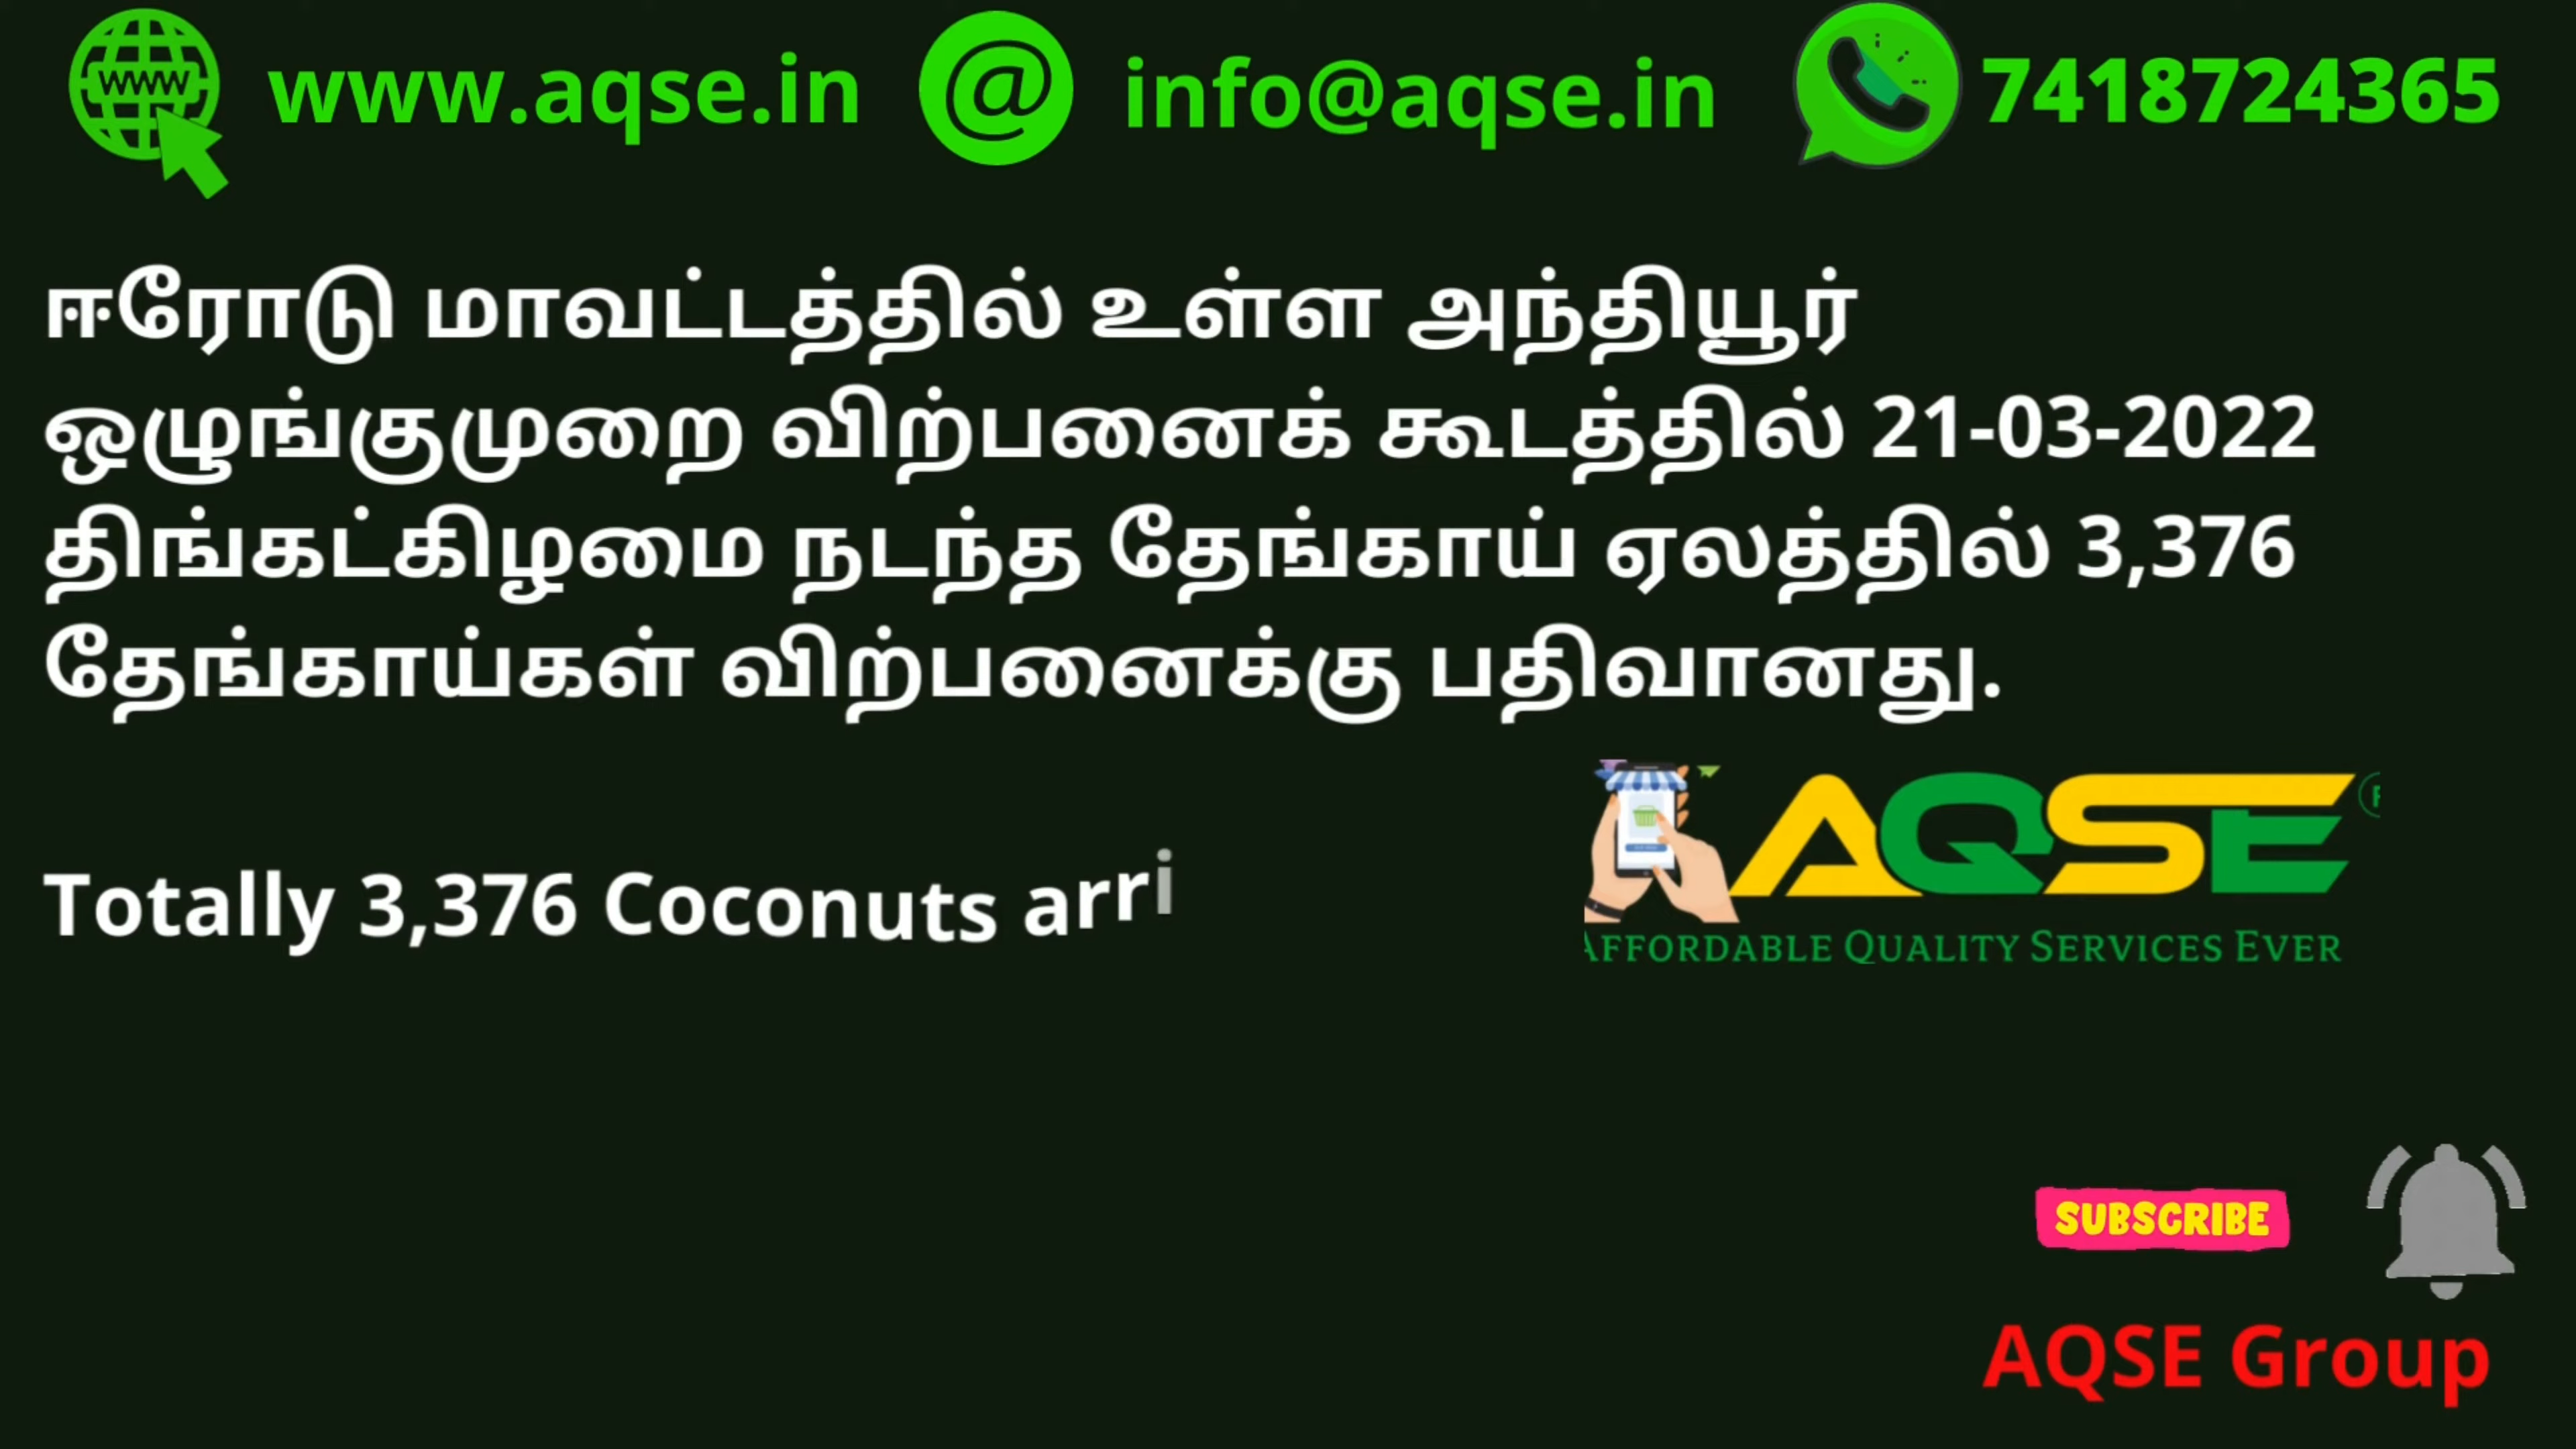 www
www.aqse.in
@
info@aqse.in
7418724365
ஈரோடு மாவட்டத்தில் உள்ள அந்தியூர்
ஒழுங்குமுறை விற்பனைக் கூடத்தில் 21-03-2022
திங்கட்கிழமை நடந்த தேங்காய் ஏலத்தில் 3,376
தேங்காய்கள் விற்பனைக்கு பதிவானது.
Totally 3,376 Coconuts arri
AQSE
AFFORDABLE QUALITY SERVICES EVER
SUBSCRIBE
AQSE Group